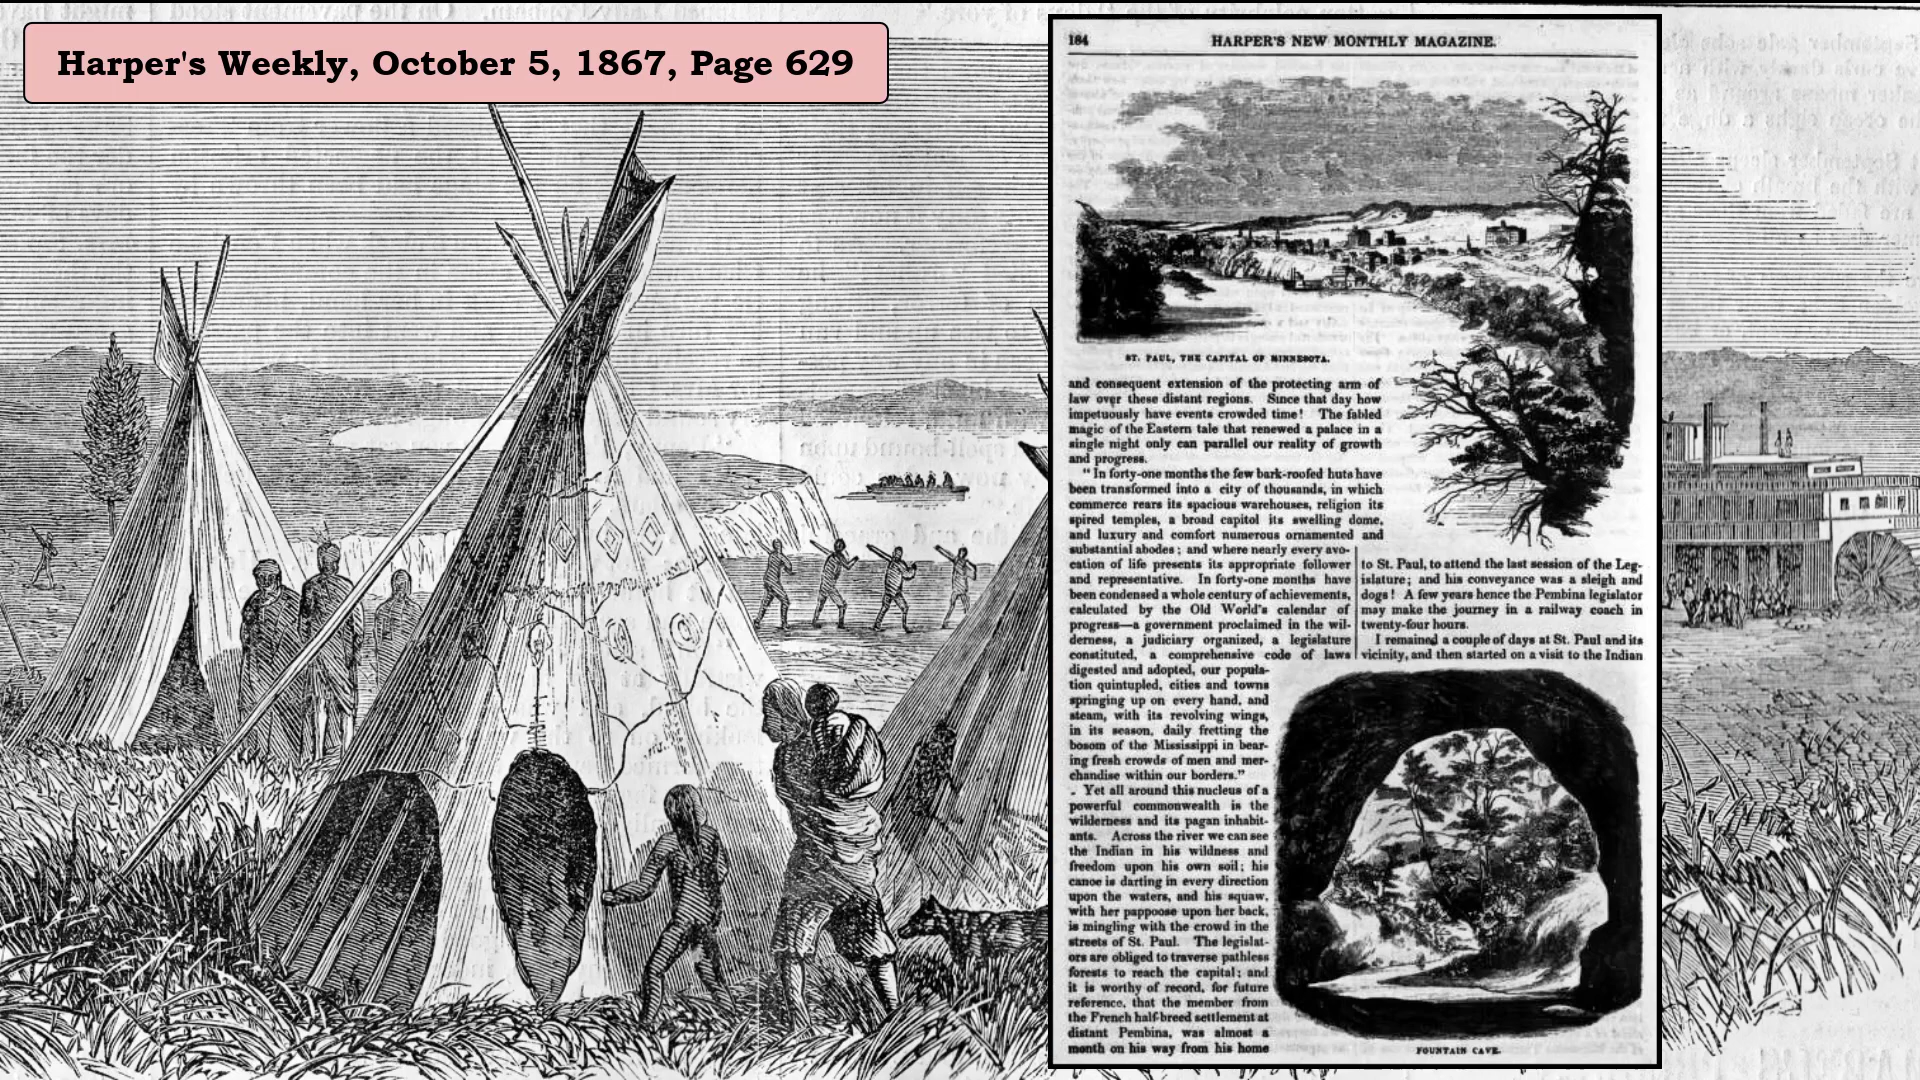 Harper's Weekly, October 5, 1867, Page 629
184
HARPER'S NEW MONTHLY MAGAZINE.
ST. PAUL, THE CAPITAL OF MINNESOTA.
and consequent extension of the protecting arm of
law over these distant regions. Since that day how
impetuously have events crowded time! The fabled
magic of the Eastern tale that renewed a palace in a
single night only can parallel our reality of growth
and progress.
"In forty-one months the few bark-roofed huts have
been transformed into a city of thousands, in which
commerce rears its spacious warehouses, religion its
spired temples, a broad capitol its swelling dome,
and luxury and comfort numerous ornamented and
substantial abodes; and where nearly every avo-
cation of life presents its appropriate follower
and representative. In forty-one months have
been condensed a whole century of achievements,
calculated by the Old World's calendar of
progress—a government proclaimed in the wil-
derness, a judiciary organized, a legislature
constituted, a comprehensive code of laws
digested and adopted, our popula-
tion quintupled, cities and towns
springing up on every hand, and
steam, with its revolving wings,
in its season, daily fretting the
bosom of the Mississippi in bear-
ing fresh crowds of men and mer-
chandise within our borders."
Yet all around this nucleus of a
powerful commonwealth is the
wilderness and its pagan inhabit-
ants. Across the river we can see
the Indian in his wildness and
freedom upon his own soil; his
canoe is darting in every direction
upon the waters, and his squaw,
with her pappoose upon her back,
is mingling with the crowd in the
streets of St. Paul. The legislat-
ors are obliged to traverse pathless
forests to reach the capital; and
it is worthy of record, for future
reference, that the member from
the French half-breed settlement at
distant Pembina, was almost a
month on his way from his home
to St. Paul, to attend the last session of the Leg-
islature; and his conveyance was a sleigh and
dogs! A few years hence the Pembina legislator
may make the journey in a railway coach in
twenty-four hours.
I remained a couple of days at St. Paul and its
vicinity, and then started on a visit to the Indian
FOUNTAIN CAVE.